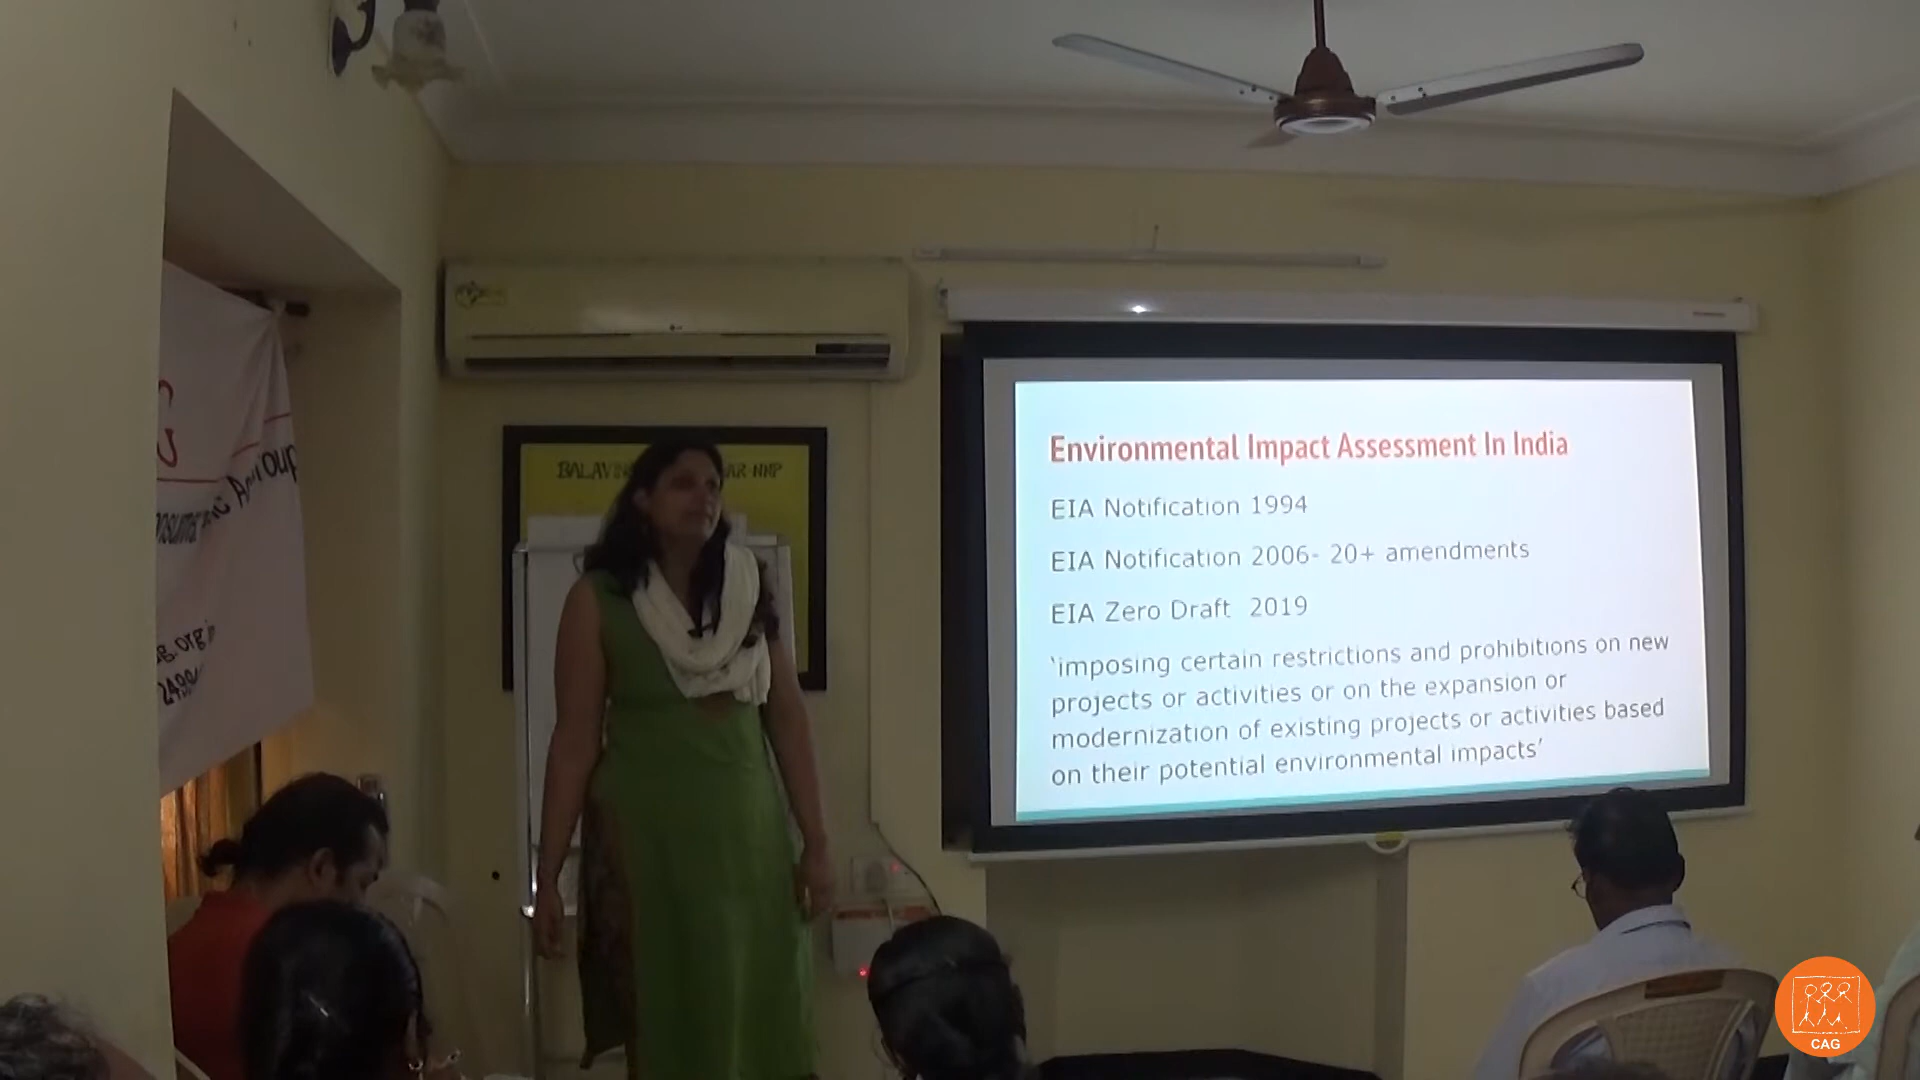 Environmental Impact Assessment In India
EIA Notification 1994
EIA Notification 2006- 20+ amendments
EIA Zero Draft 2019
‘imposing certain restrictions and prohibitions on new
projects or activities or on the expansion or
modernization of existing projects or activities based
on their potential environmental impacts’
CAG